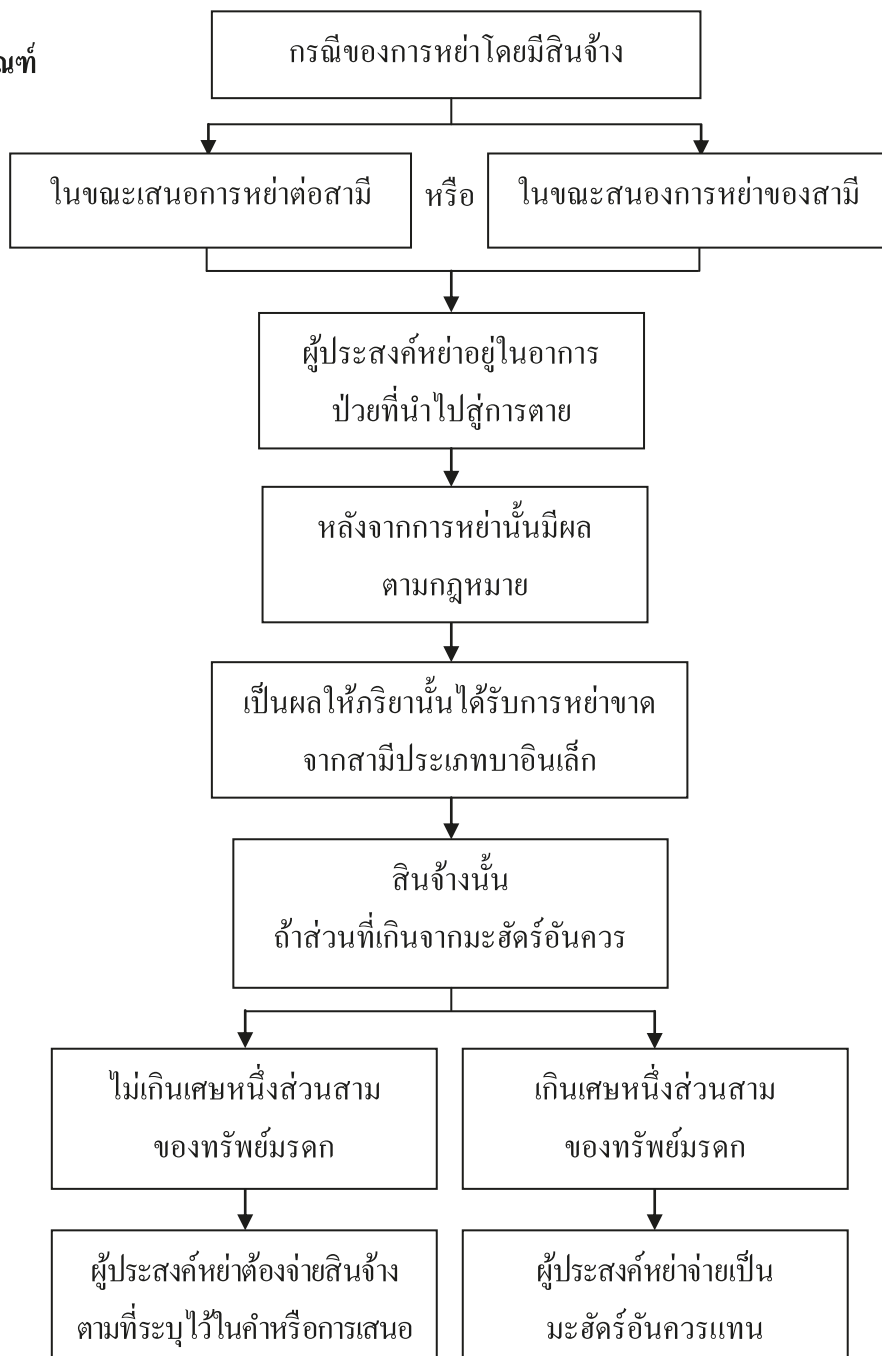 กรณีของการหย่าโดยมีสินจ้าง
ในขณะเสนอการหย่าต่อสามี
หรือ
ในขณะสนองการหย่าของสามี
ผู้ประสงค์หย่าอยู่ในอาการ
ป่วยที่นำไปสู่การตาย
หลังจากการหย่านั้นมีผล
ตามกฎหมาย
เป็นผลให้ภริยานั้นได้รับการหย่าขาด
จากสามีประเภทบาอินเล็ก
สินจ้างนั้น
ถ้าส่วนที่เกินจากมะฮัดร์อันควร
ไม่เกินเศษหนึ่งส่วนสาม
ของทรัพย์มรดก
เกินเศษหนึ่งส่วนสาม
ของทรัพย์มรดก
ผู้ประสงค์หย่าต้องจ่ายสินจ้าง
ตามที่ระบุไว้ในคำหรือการเสนอ
ผู้ประสงค์หย่าจ่ายเป็น
มะฮัดร์อันควรแทน